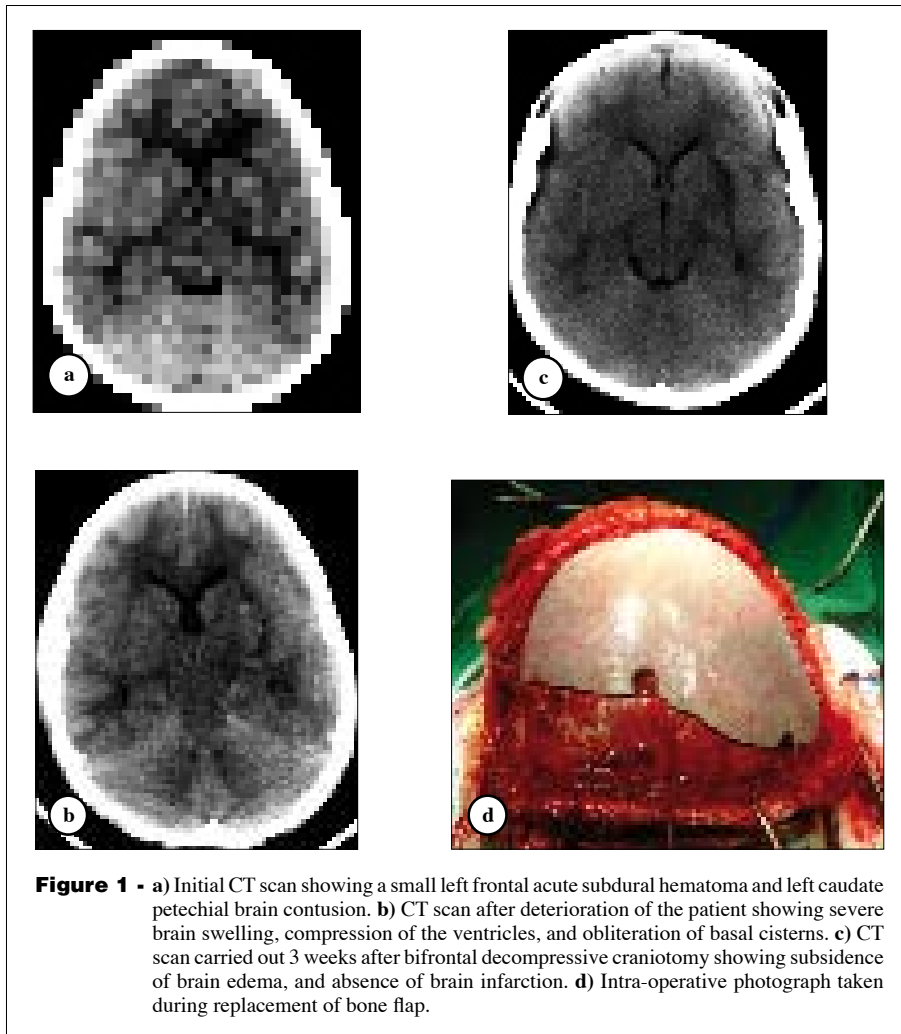 a
c
b
d
Figure 1 - a) Initial CT scan showing a small left frontal acute subdural hematoma and left caudate
petechial brain contusion. b) CT scan after deterioration of the patient showing severe
brain swelling, compression of the ventricles, and obliteration of basal cisterns. c) CT
scan carried out 3 weeks after bifrontal decompressive craniotomy showing subsidence
of brain edema, and absence of brain infarction. d) Intra-operative photograph taken
during replacement of bone flap.